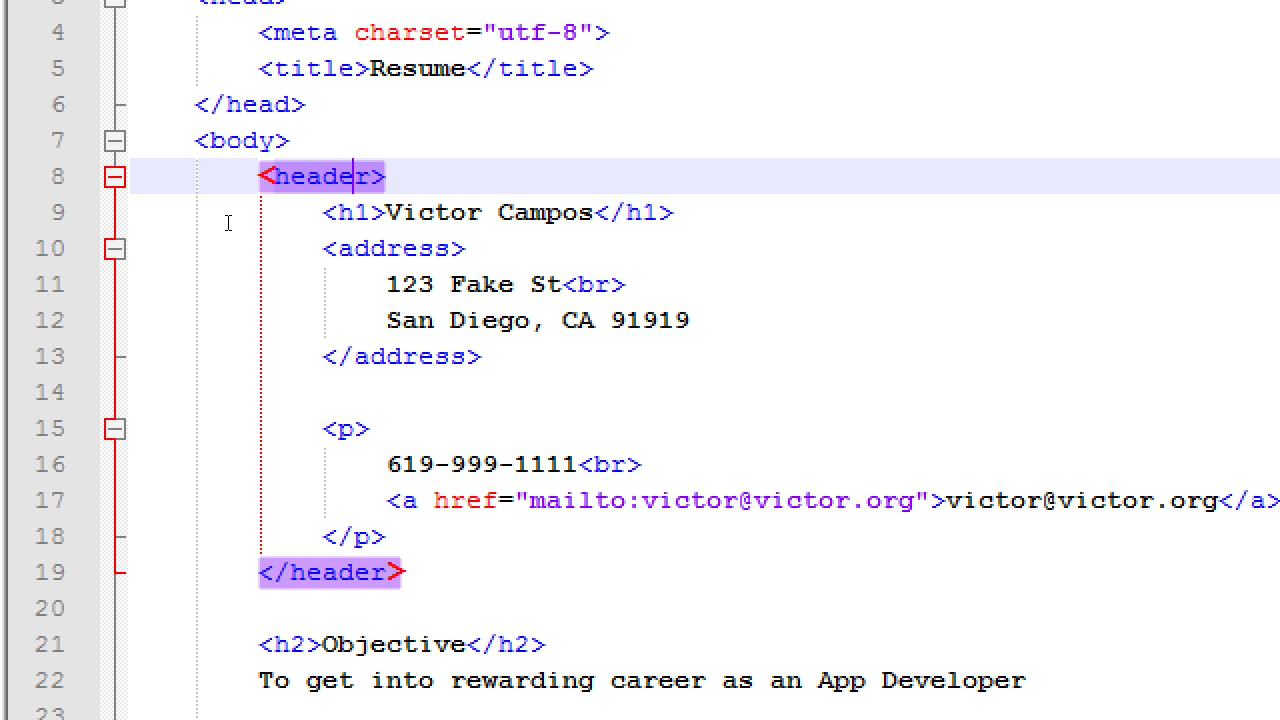 3 <head>
4 <meta charset="utf-8">
5 <title>Resume</title>
6 </head>
7 <body>
8 <header>
9 <h1>Victor Campos</h1>
10 <address>
11 123 Fake St<br>
12 San Diego, CA 91919
13 </address>
14
15 <p>
16 619-999-1111<br>
17 <a href="mailto:victor@victor.org">victor@victor.org</a>
18 </p>
19 </header>
20
21 <h2>Objective</h2>
22 To get into rewarding career as an App Developer
23